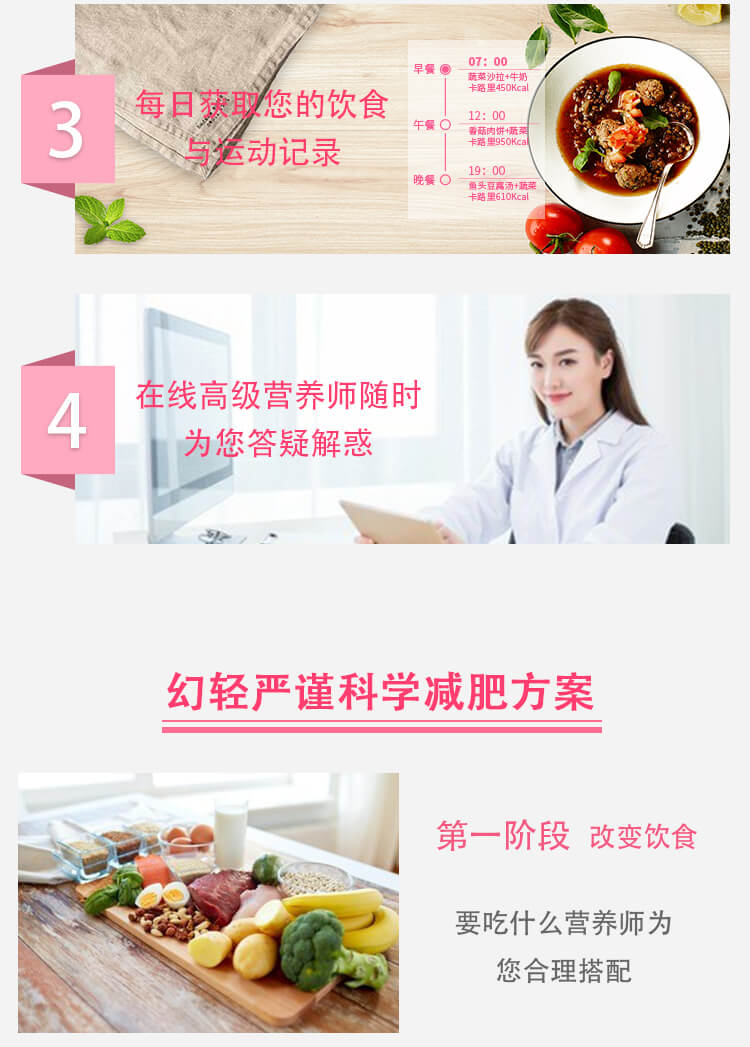 3
每日获取您的饮食
与运动记录
早餐
07：00
蔬菜沙拉+牛奶
卡路里450Kcal
午餐
12：00
香菇肉饼+蔬菜
卡路里950Kcal
晚餐
19：00
鱼头豆腐汤+蔬菜
卡路里610Kcal
4
在线高级营养师随时
为您答疑解惑
幻轻严谨科学减肥方案
第一阶段 改变饮食
要吃什么营养师为
您合理搭配